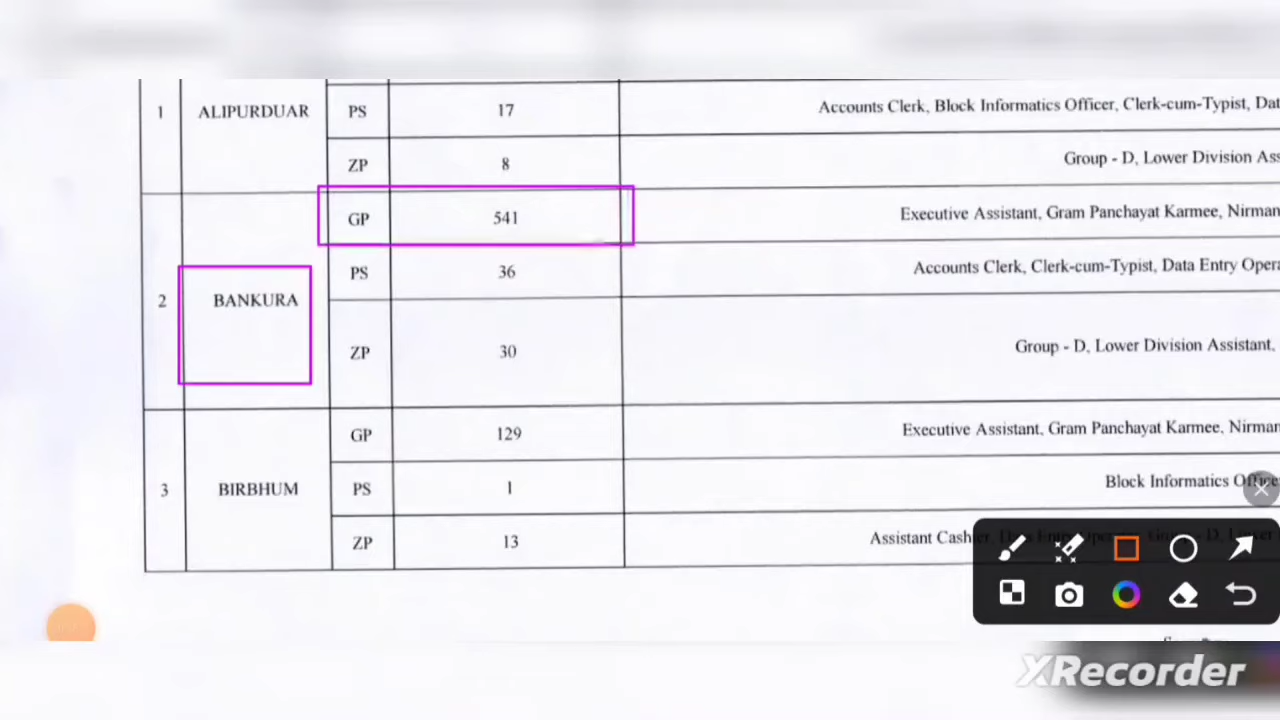 1 ALIPURDUAR PS 17 Accounts Clerk, Block Informatics Officer, Clerk-cum-Typist,
ZP 8 Group - D, Lower Division
GP 541 Executive Assistant, Gram Panchayat Karmee,
2 BANKURA PS 36 Accounts Clerk, Clerk-cum-Typist, Data Entry
ZP 30 Group - D, Lower Division Assistant,
GP 129 Executive Assistant, Gram Panchayat Karmee,
3 BIRBHUM PS 1 Block Informatics
ZP 13 Assistant
XRecorder